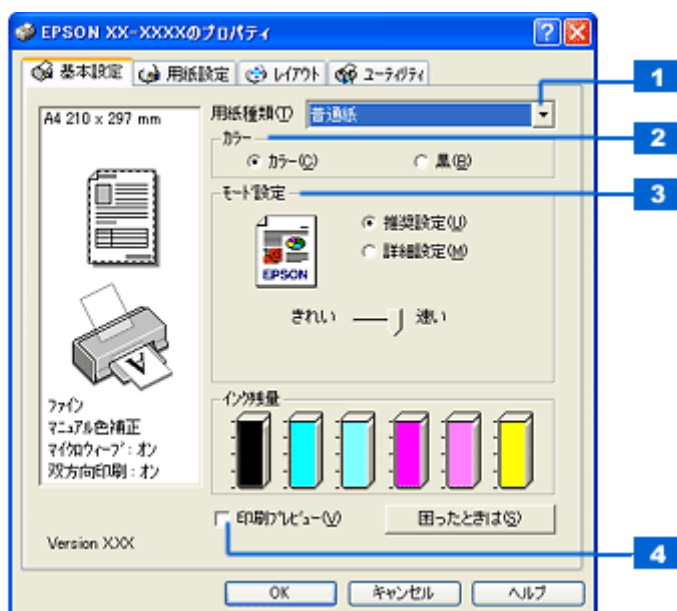 EPSON XX-XXXXのプロパティ
基本設定 用紙設定 レイアウト ユーティリティ
1
A4 210 x 297 mm
用紙種類(T) 普通紙
2
カラー
カラー(C) 黒(B)
3
モード設定
推奨設定(U)
詳細設定(M)
EPSON
きれい 速い
A
ファイン
マニュアル色補正
マイクロウィーブ：オン
双方向印刷：オン
インク残量
印刷プレビュー(V) 困ったときは(S)
Version XXX
4
OK キャンセル ヘルプ